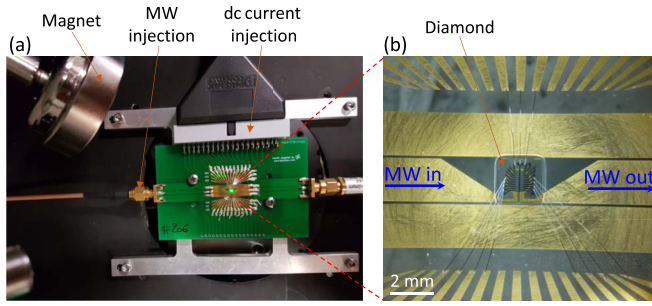 Magnet
MW
injection
dc current
injection
(a)
#206
(b)
Diamond
MW in
MW out
2 mm